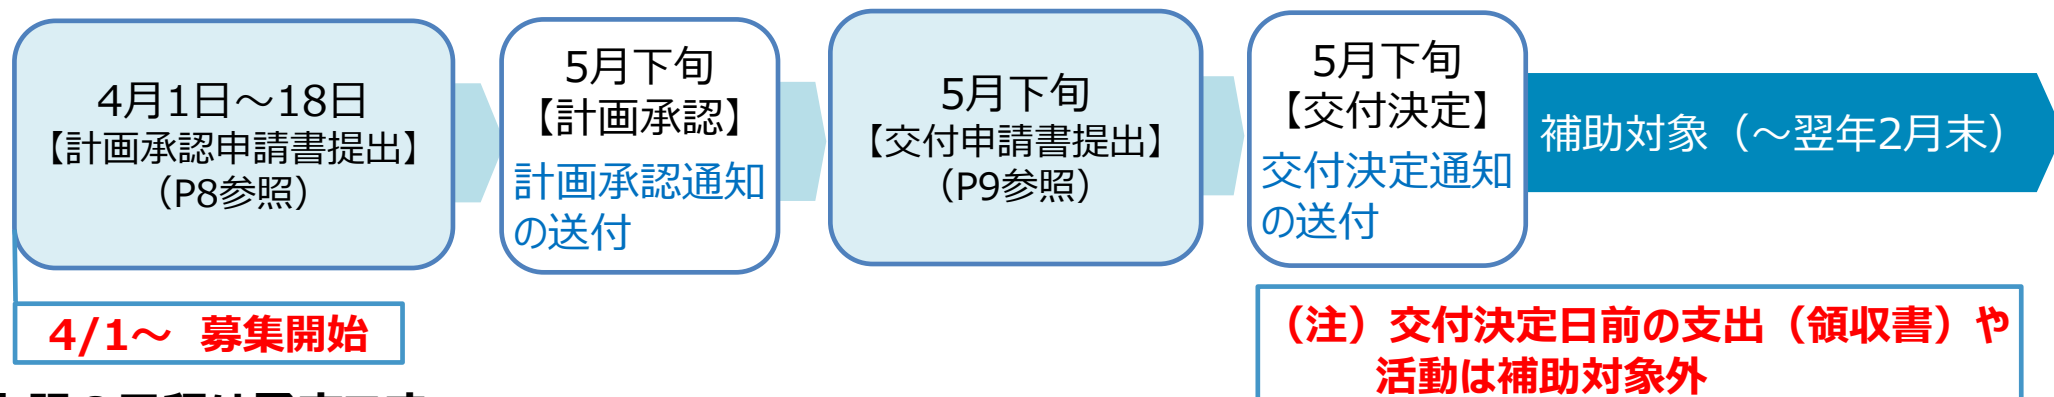 4月1日～18日
【計画承認申請書提出】
（P8参照）
5月下旬
【計画承認】
計画承認通知
の送付
5月下旬
【交付申請書提出】
（P9参照）
5月下旬
【交付決定】
交付決定通知
の送付
補助対象（～翌年2月末）
4/1～ 募集開始
（注）交付決定日前の支出（領収書）や
活動は補助対象外